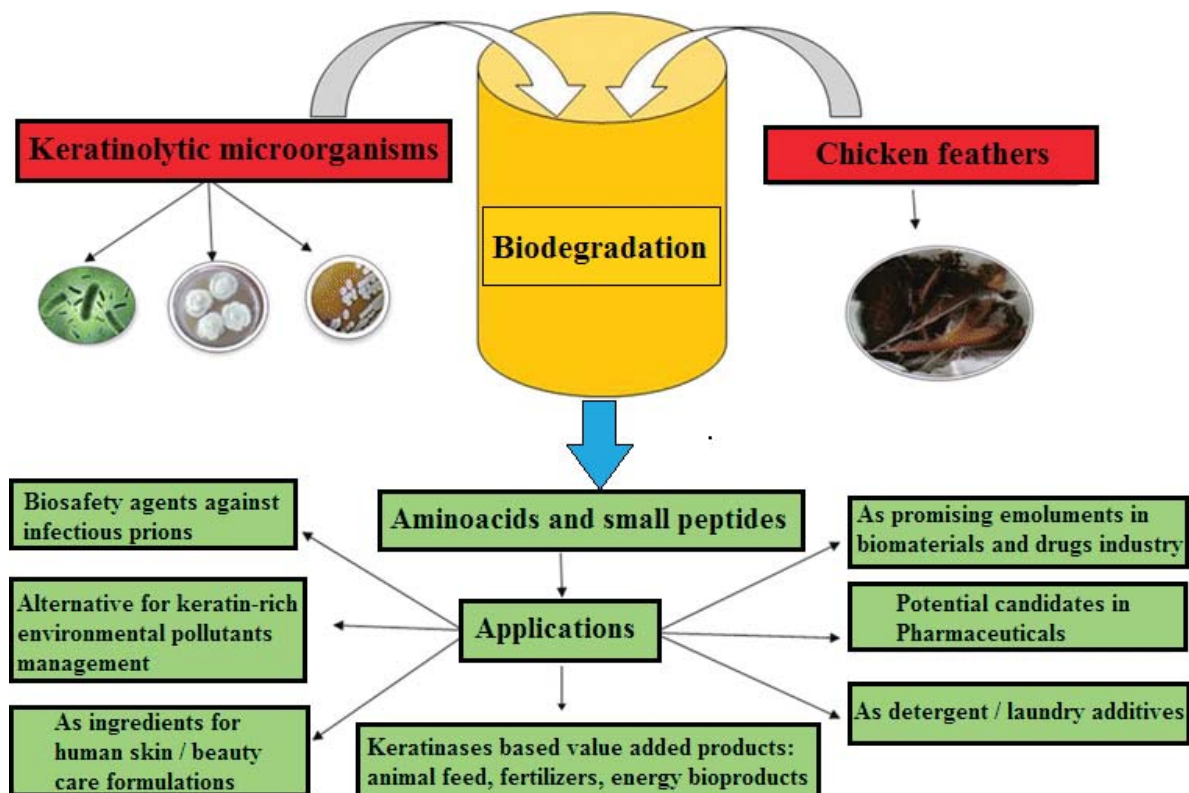 Keratinolytic microorganisms
Chicken feathers
Biodegradation
Aminoacids and small peptides
Applications
Biosafety agents against
infectious prions
Alternative for keratin-rich
environmental pollutants
management
As ingredients for
human skin / beauty
care formulations
Keratinases based value added products:
animal feed, fertilizers, energy bioproducts
As promising emoluments in
biomaterials and drugs industry
Potential candidates in
Pharmaceuticals
As detergent / laundry additives